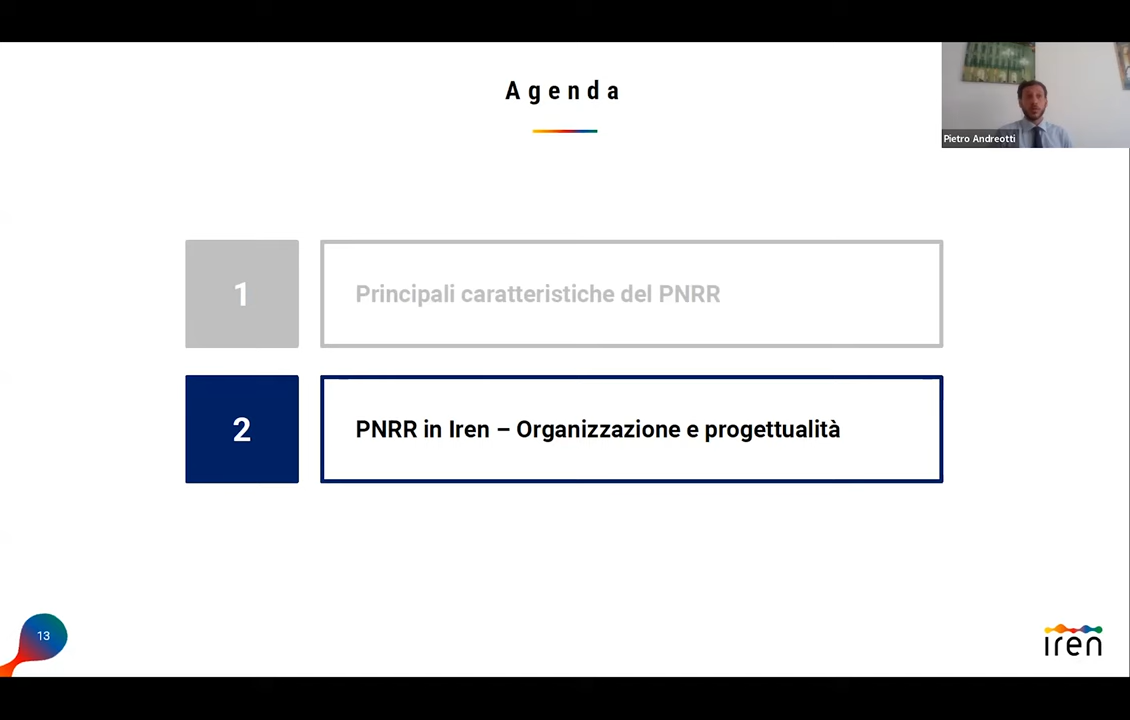 Agenda
Pietro Andreotti
1
Principali caratteristiche del PNRR
2
PNRR in Iren – Organizzazione e progettualità
13
iren